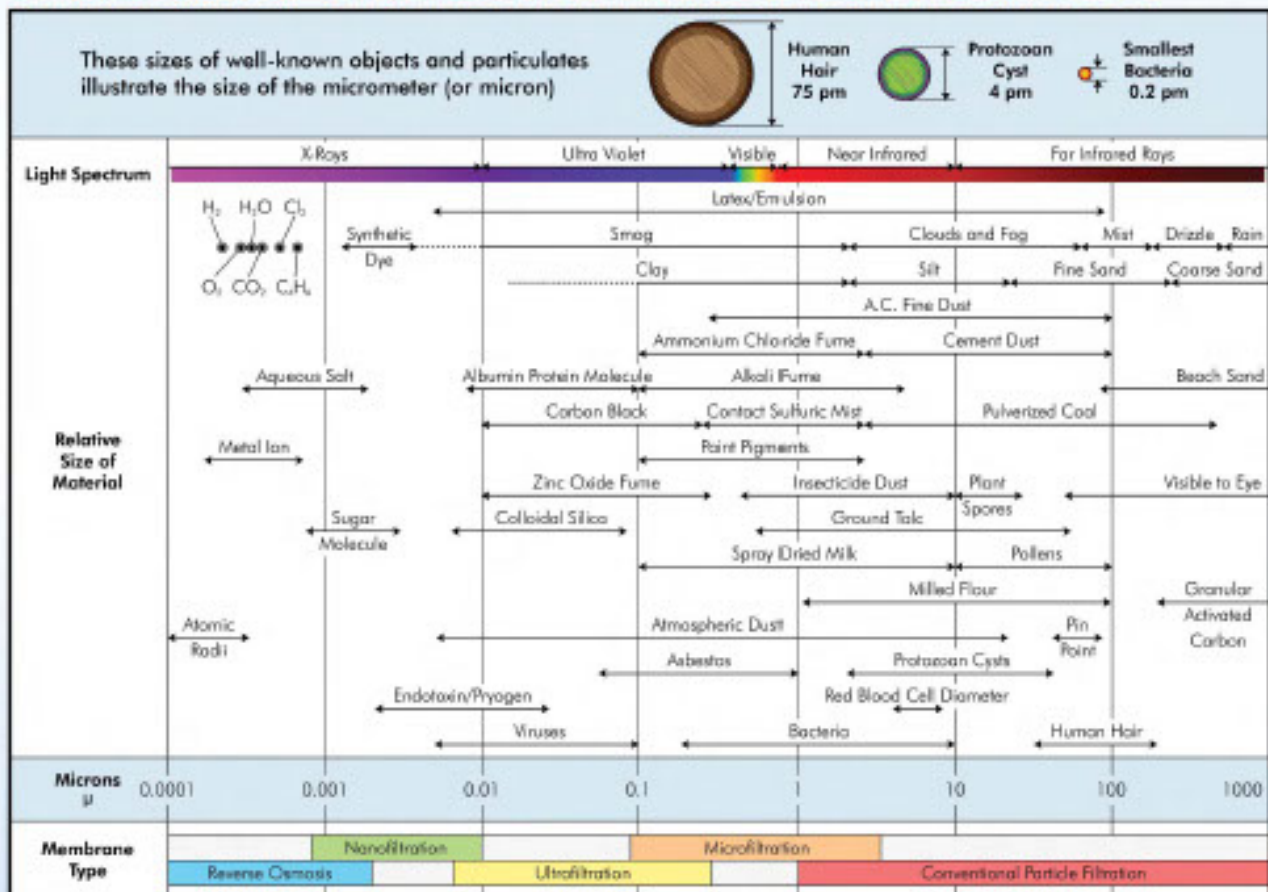 These sizes of well-known objects and particulates
illustrate the size of the micrometer (or micron)
Human
Hair
75 pm
Protozoan
Cyst
4 pm
Smallest
Bacteria
0.2 pm
Light Spectrum
X-Rays
Ultra Violet
Visible
Near Infrared
Far Infrared Rays
Latex/Emulsion
H₂ H₂O Cl₂
O₂ CO₂
Synthetic
Dye
Smog
Clouds and Fog
Mist
Drizzle
Rain
Clay
Silt
Fine Sand
Coarse Sand
A.C. Fine Dust
Ammonium Chloride Fume
Cement Dust
Aqueous Salt
Albumin Protein Molecule
Alkali Fume
Beach Sand
Carbon Black
Contact Sulfuric Mist
Pulverized Coal
Relative
Size of
Material
Metal Ion
Paint Pigments
Zinc Oxide Fume
Insecticide Dust
Plant
Spores
Visible to Eye
Sugar
Molecule
Colloidal Silica
Ground Talc
Spray Dried Milk
Pollens
Milled Flour
Granular
Activated
Carbon
Atomic
Radii
Atmospheric Dust
Pin
Point
Asbestos
Protozoan Cysts
Endotoxin/Pryogen
Red Blood Cell Diameter
Viruses
Bacteria
Human Hair
Microns
μ
0.0001 0.001 0.01 0.1 1 10 100 1000
Membrane
Type
Nanofiltration
Microfiltration
Reverse Osmosis
Ultrafiltration
Conventional Particle Filtration